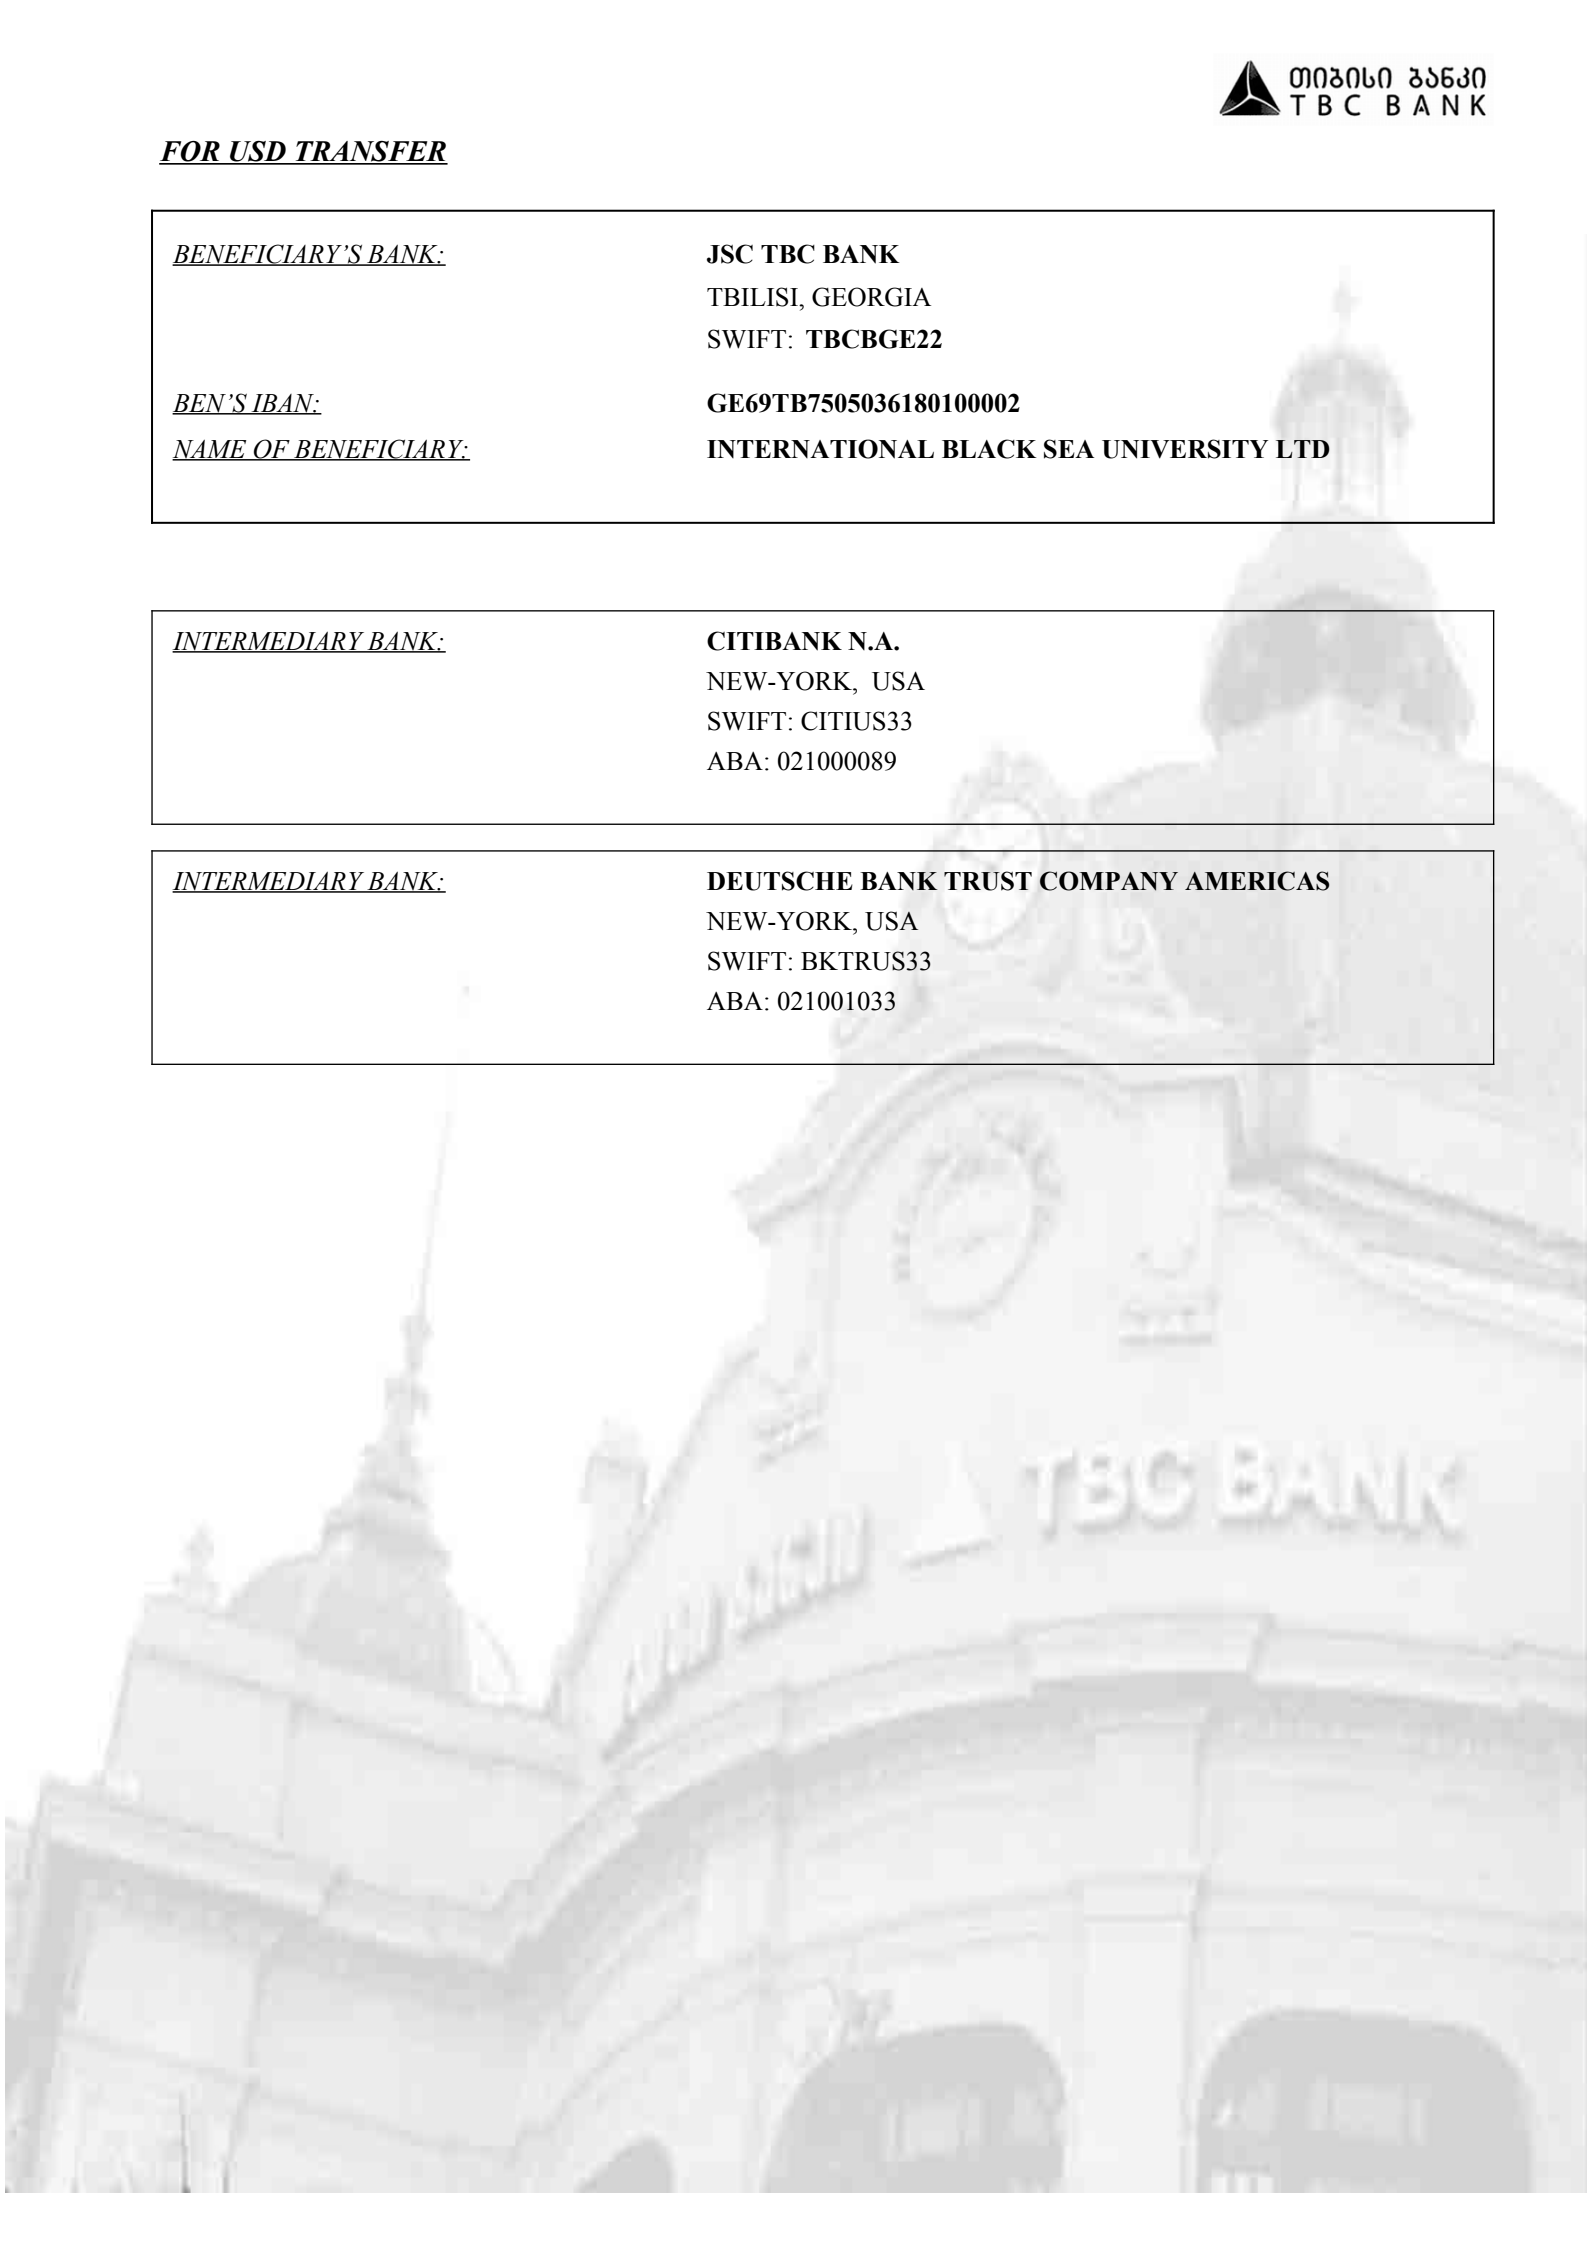 თიბისი ბანკი
TBC BANK
FOR USD TRANSFER
BENEFICIARY’S BANK: JSC TBC BANK
TBILISI, GEORGIA
SWIFT: TBCBGE22
BEN’S IBAN: GE69TB7505036180100002
NAME OF BENEFICIARY: INTERNATIONAL BLACK SEA UNIVERSITY LTD
INTERMEDIARY BANK: CITIBANK N.A.
NEW-YORK, USA
SWIFT: CITIUS33
ABA: 021000089
INTERMEDIARY BANK: DEUTSCHE BANK TRUST COMPANY AMERICAS
NEW-YORK, USA
SWIFT: BKTRUS33
ABA: 021001033
TBC BANK